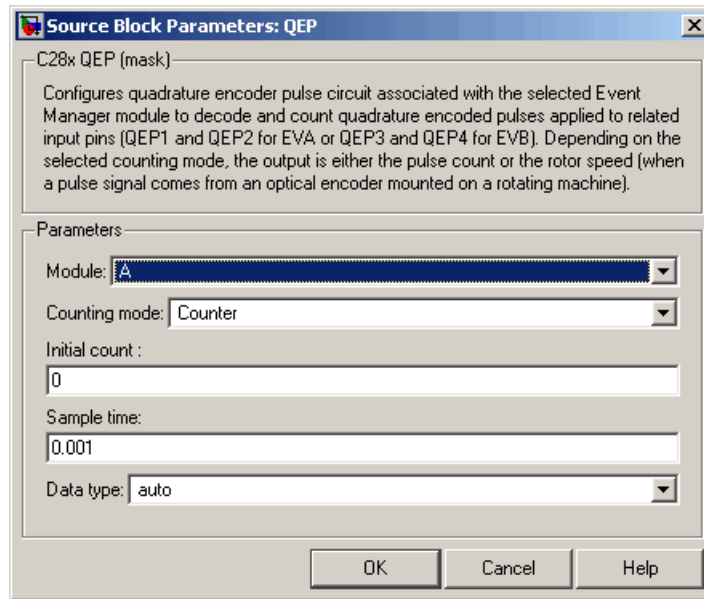 Source Block Parameters: QEP
C28x QEP (mask)
Configures quadrature encoder pulse circuit associated with the selected Event
Manager module to decode and count quadrature encoded pulses applied to related
input pins (QEP1 and QEP2 for EVA or QEP3 and QEP4 for EVB). Depending on the
selected counting mode, the output is either the pulse count or the rotor speed (when
a pulse signal comes from an optical encoder mounted on a rotating machine).
Parameters
Module: A
Counting mode: Counter
Initial count :
0
Sample time:
0.001
Data type: auto
OK Cancel Help